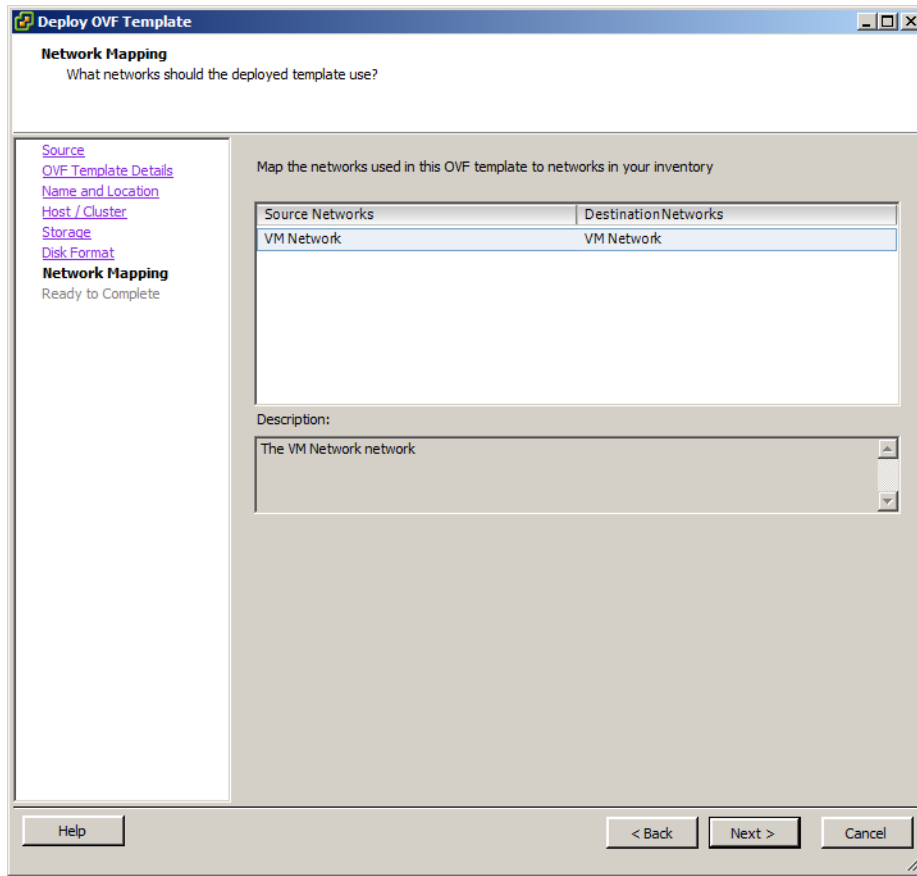 Deploy OVF Template
Network Mapping
What networks should the deployed template use?
Source
OVF Template Details
Name and Location
Host / Cluster
Storage
Disk Format
Network Mapping
Ready to Complete
Map the networks used in this OVF template to networks in your inventory
Source Networks DestinationNetworks
VM Network VM Network
Description:
The VM Network network
Help < Back Next > Cancel